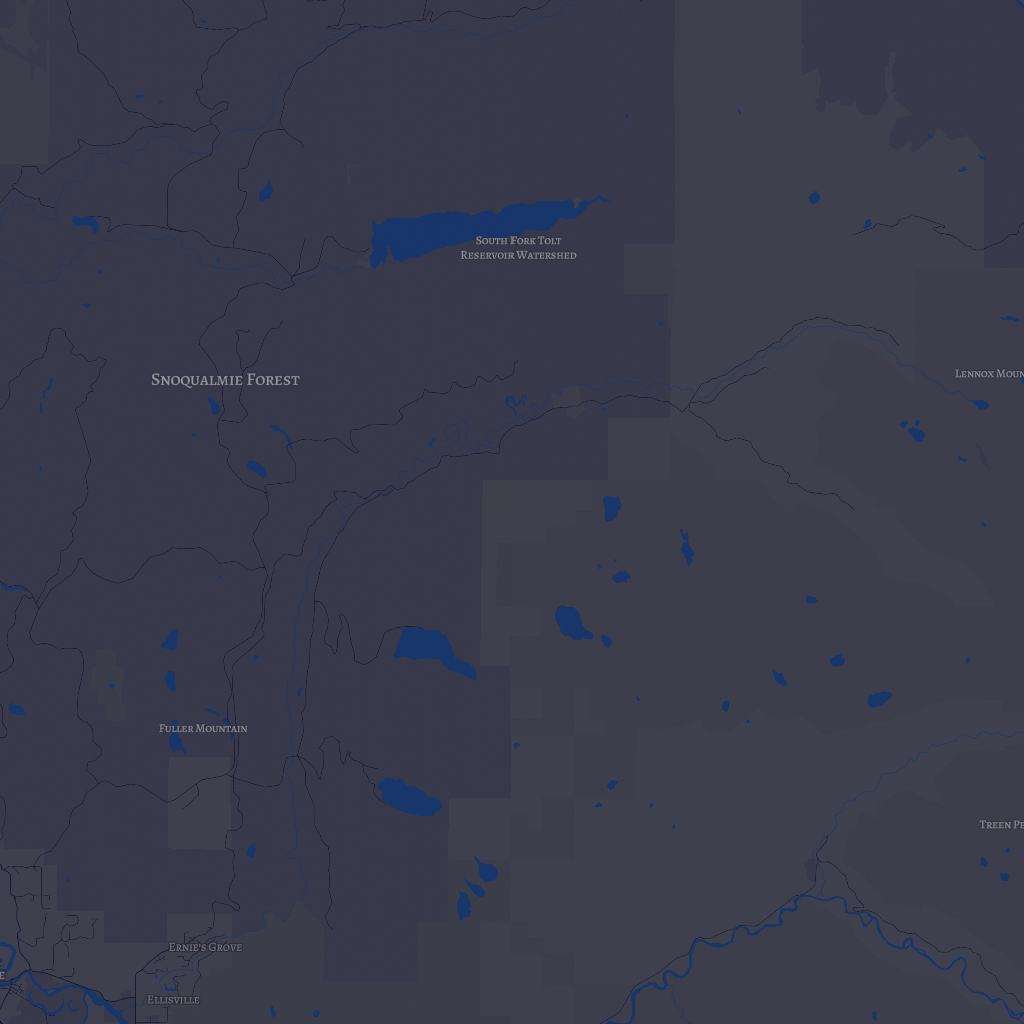 South Fork Tolt
Reservoir Watershed
Lennox Moun
Snoqualmie Forest
Fuller Mountain
Treen Pe
Ernie's Grove
E
Ellisville